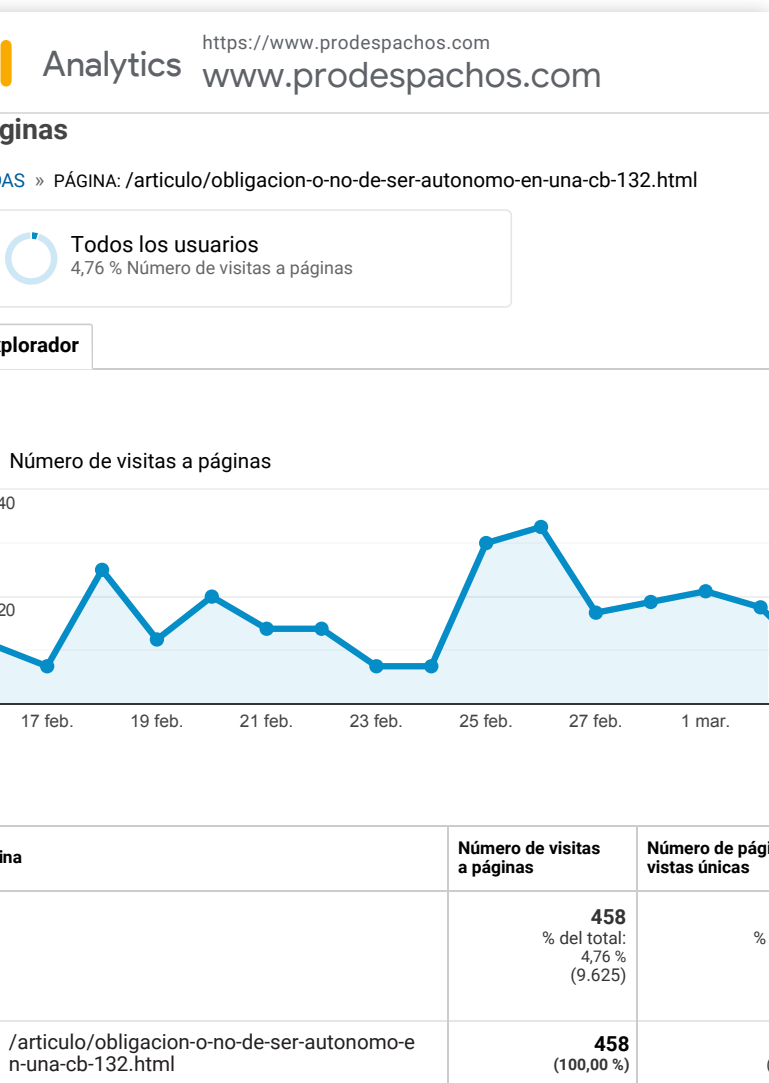 https://www.prodespachos.com
Analytics www.prodespachos.com
ginas
AS » PÁGINA: /articulo/obligacion-o-no-de-ser-autonomo-en-una-cb-132.html
Todos los usuarios
4,76 % Número de visitas a páginas
plorador
Número de visitas a páginas
40
20
17 feb. 19 feb. 21 feb. 23 feb. 25 feb. 27 feb. 1 mar.
ina
Número de visitas
a páginas
Número de pági
vistas únicas
458
% del total:
4,76 %
(9.625)
%
/articulo/obligacion-o-no-de-ser-autonomo-e
n-una-cb-132.html
458
(100,00 %)
(